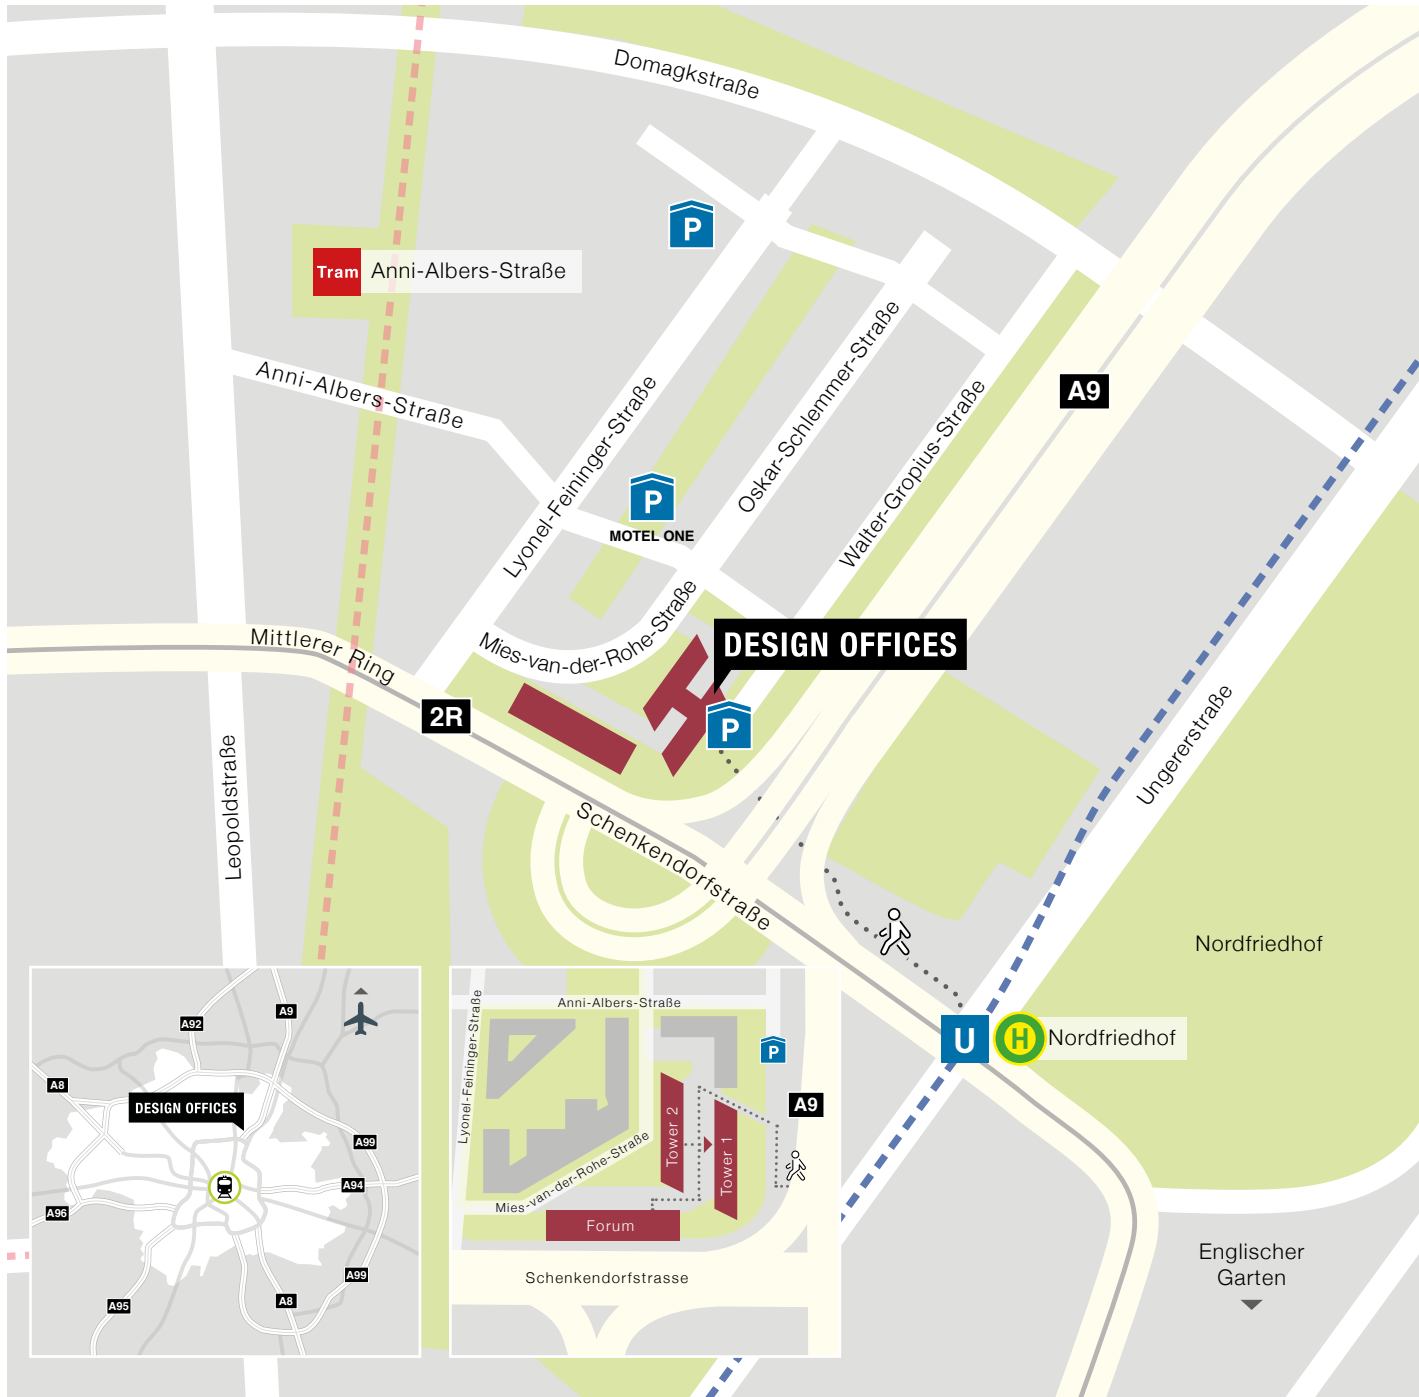 Domagkstraße
P
Tram
Anni-Albers-Straße
Anni-Albers-Straße
Lyonel-Feininger-Straße
Oskar-Schlemmer-Straße
Walter-Gropius-Straße
A9
P
MOTEL ONE
Mies-van-der-Rohe-Straße
DESIGN OFFICES
P
Mittlerer Ring
2R
Schenkendorfstraße
Leopoldstraße
Ungererstraße
Nordfriedhof
U
H
Nordfriedhof
Englischer
Garten
A92
A9
A8
DESIGN OFFICES
A99
A94
A96
A99
A8
A95
Anni-Albers-Straße
Lyonel-Feininger-Straße
P
A9
Tower 2
Tower 1
Mies-van-der-Rohe-Straße
Forum
Schenkendorfstrasse